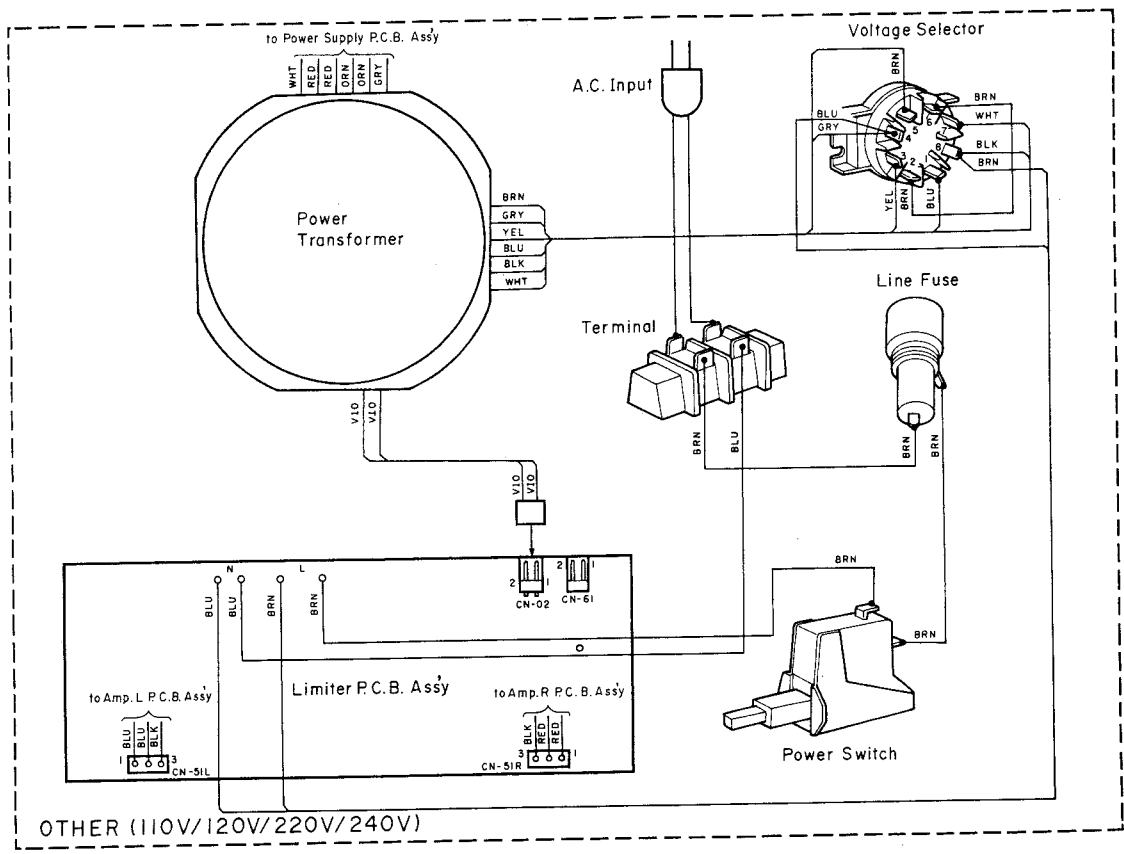 to Power Supply P.C.B. Ass'y
WHT
RED
RED
ORN
ORN
GRY
A.C. Input
Voltage Selector
BRN
BLU
GRY
BRN
WHT
BLK
BRN
5
6
7
8
4
3
2
1
YEL
BRN
BLU
Power
Transformer
BRN
GRY
YEL
BLU
BLK
WHT
Terminal
Line Fuse
BRN
BLU
BRN
BRN
VIO
VIO
VIO
VIO
N
L
BLU
BLU
BRN
BRN
2
1
CN-02
2
1
CN-61
BRN
BRN
Power Switch
to Amp. L P.C.B. Ass'y
BLU
BLU
BLK
1
3
CN-51L
Limiter P.C.B. Ass'y
to Amp. R P.C.B. Ass'y
BLK
RED
RED
3
1
CN-51R
OTHER (110V/120V/220V/240V)